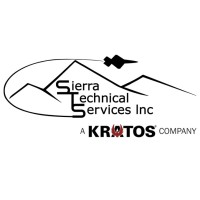 Sierra
Technical
Services Inc
A KRATOS COMPANY